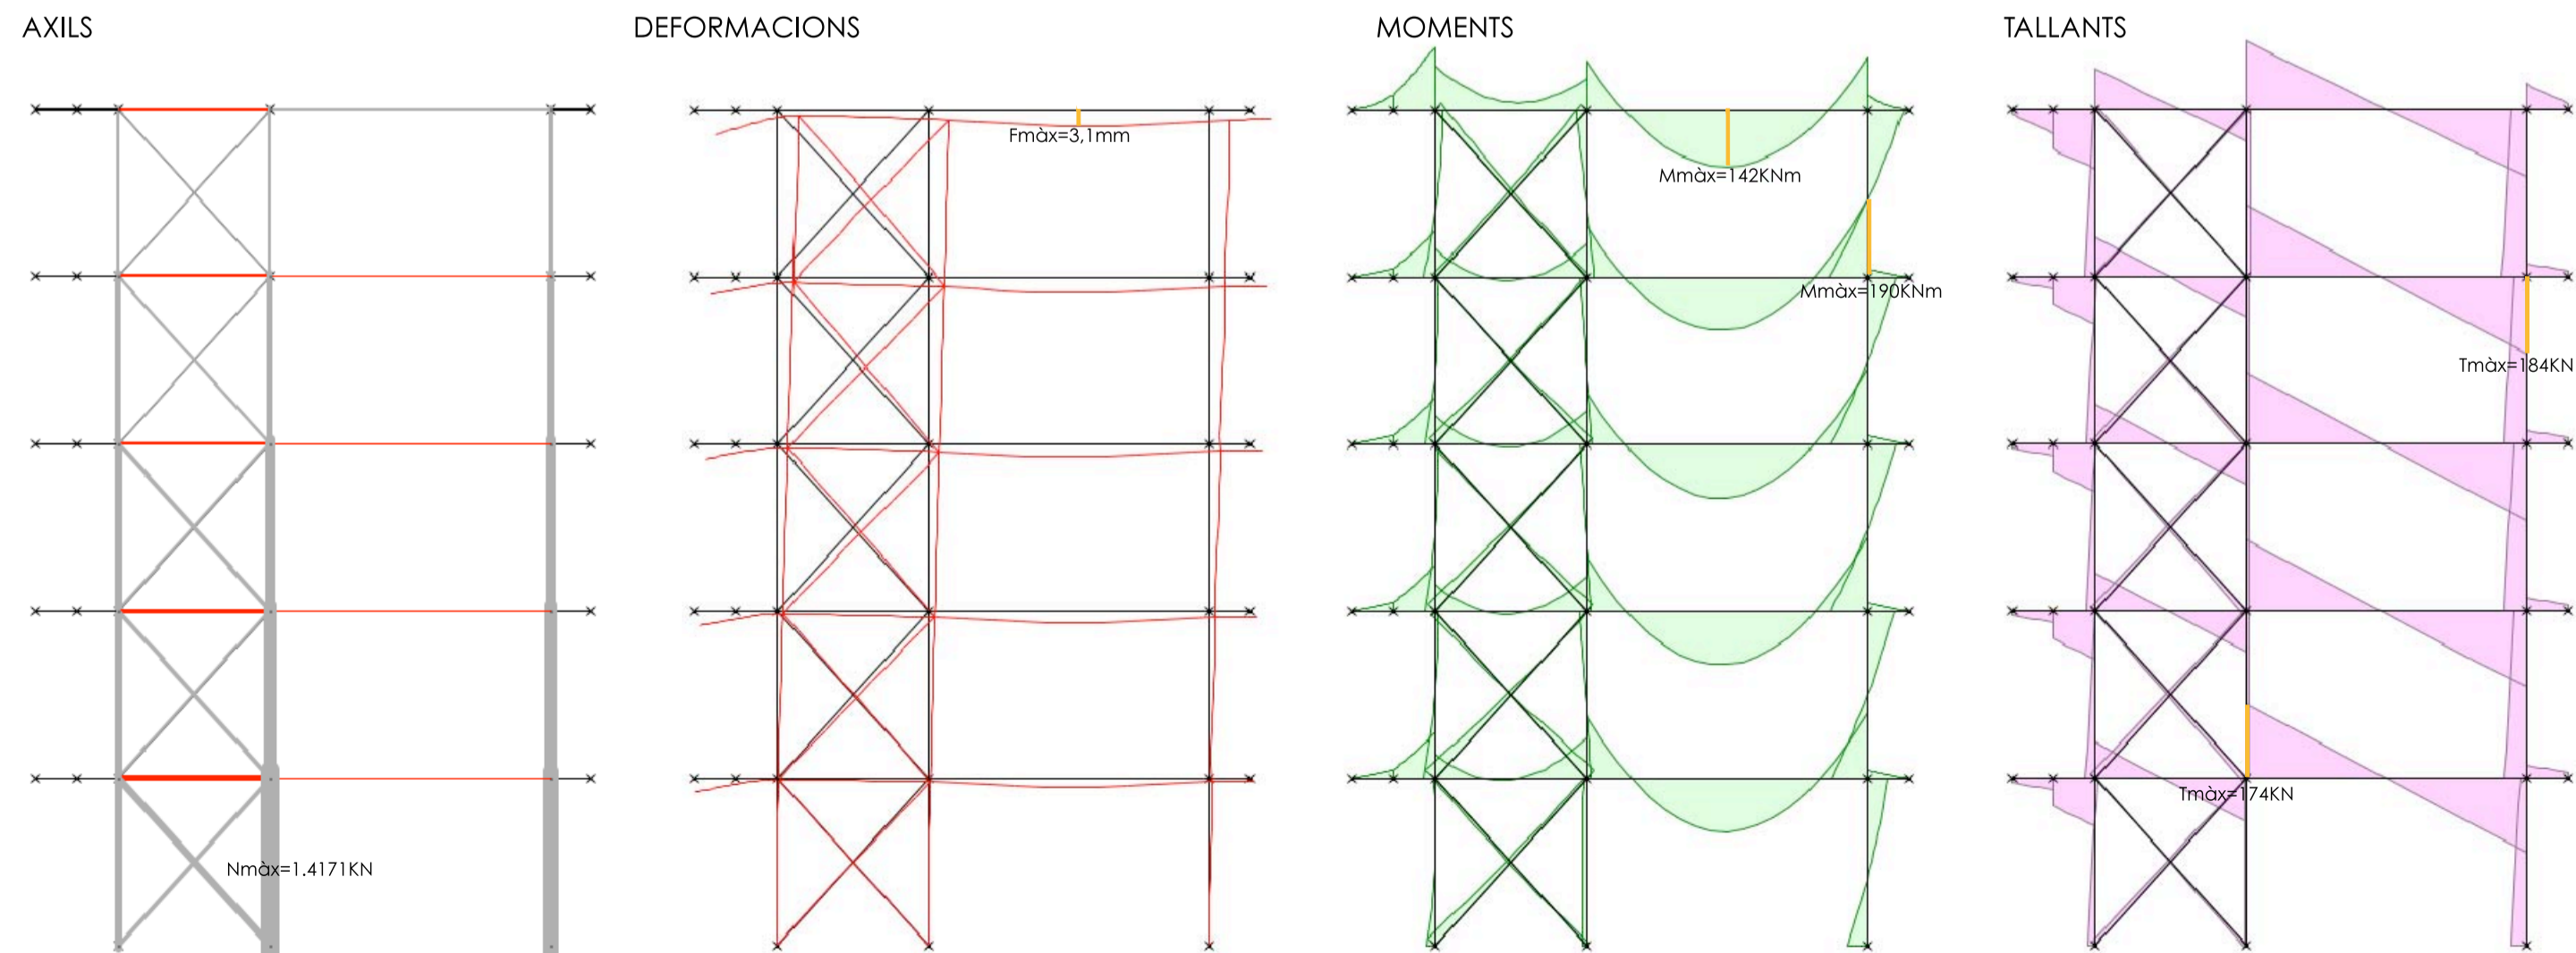 AXILS
DEFORMACIONS
MOMENTS
TALLANTS
Fmàx=3,1mm
Mmàx=142KNm
Mmàx=190KNm
Tmàx=184KN
Tmàx=174KN
Nmàx=1.4171KN